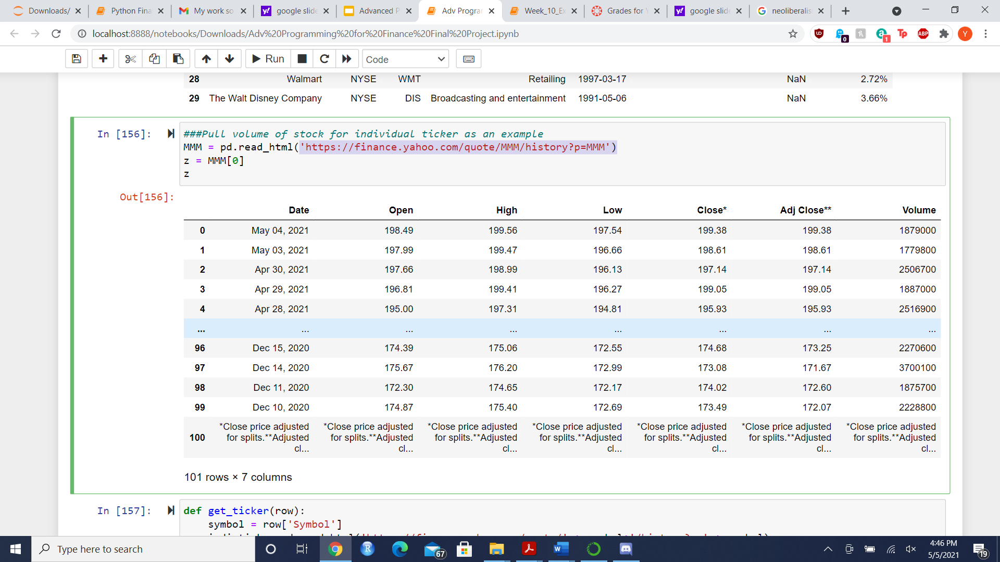 Downloads/
Python Fina
My work so
google slide
Advanced P
Adv Progra
Week_10_Ex
Grades for Y
google slide
neoliberalis
localhost:8888/notebooks/Downloads/Adv%20Programming%20for%20Finance%20Final%20Project.ipynb
0
1
ABP
Y
Run
Code
28 Walmart NYSE WMT Retailing 1997-03-17 NaN 2.72%
29 The Walt Disney Company NYSE DIS Broadcasting and entertainment 1991-05-06 NaN 3.66%
In [156]:
###Pull volume of stock for individual ticker as an example
MMM = pd.read_html('https://finance.yahoo.com/quote/MMM/history?p=MMM')
z = MMM[0]
z
Out[156]:
Date Open High Low Close* Adj Close** Volume
0 May 04, 2021 198.49 199.56 197.54 199.38 199.38 1879000
1 May 03, 2021 197.99 199.47 196.66 198.61 198.61 1779800
2 Apr 30, 2021 197.66 198.99 196.13 197.14 197.14 2506700
3 Apr 29, 2021 196.81 199.41 196.27 199.05 199.05 1887000
4 Apr 28, 2021 195.00 197.31 194.81 195.93 195.93 2516900
... ... ... ... ... ... ... ...
96 Dec 15, 2020 174.39 175.06 172.55 174.68 173.25 2270600
97 Dec 14, 2020 175.67 176.20 172.99 173.08 171.67 3700100
98 Dec 11, 2020 172.30 174.65 172.17 174.02 172.60 1875700
99 Dec 10, 2020 174.87 175.40 172.69 173.49 172.07 2228800
*Close price adjusted *Close price adjusted *Close price adjusted *Close price adjusted *Close price adjusted *Close price adjusted *Close price adjusted
100 for splits.**Adjusted for splits.**Adjusted for splits.**Adjusted for splits.**Adjusted for splits.**Adjusted for splits.**Adjusted for splits.**Adjusted
cl... cl... cl... cl... cl... cl... cl...
101 rows × 7 columns
In [157]:
def get_ticker(row):
symbol = row['Symbol']
Type here to search
67
4:46 PM
5/5/2021
19